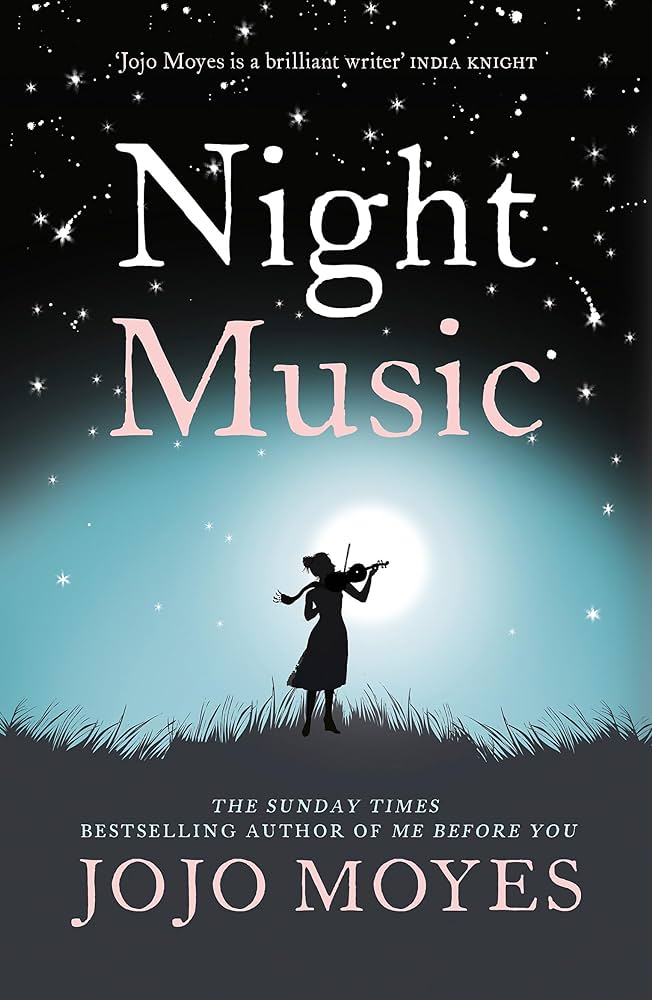 ‘Jojo Moyes is a brilliant writer’ INDIA KNIGHT
Night
Music
THE SUNDAY TIMES
BESTSELLING AUTHOR OF ME BEFORE YOU
JOJO MOYES